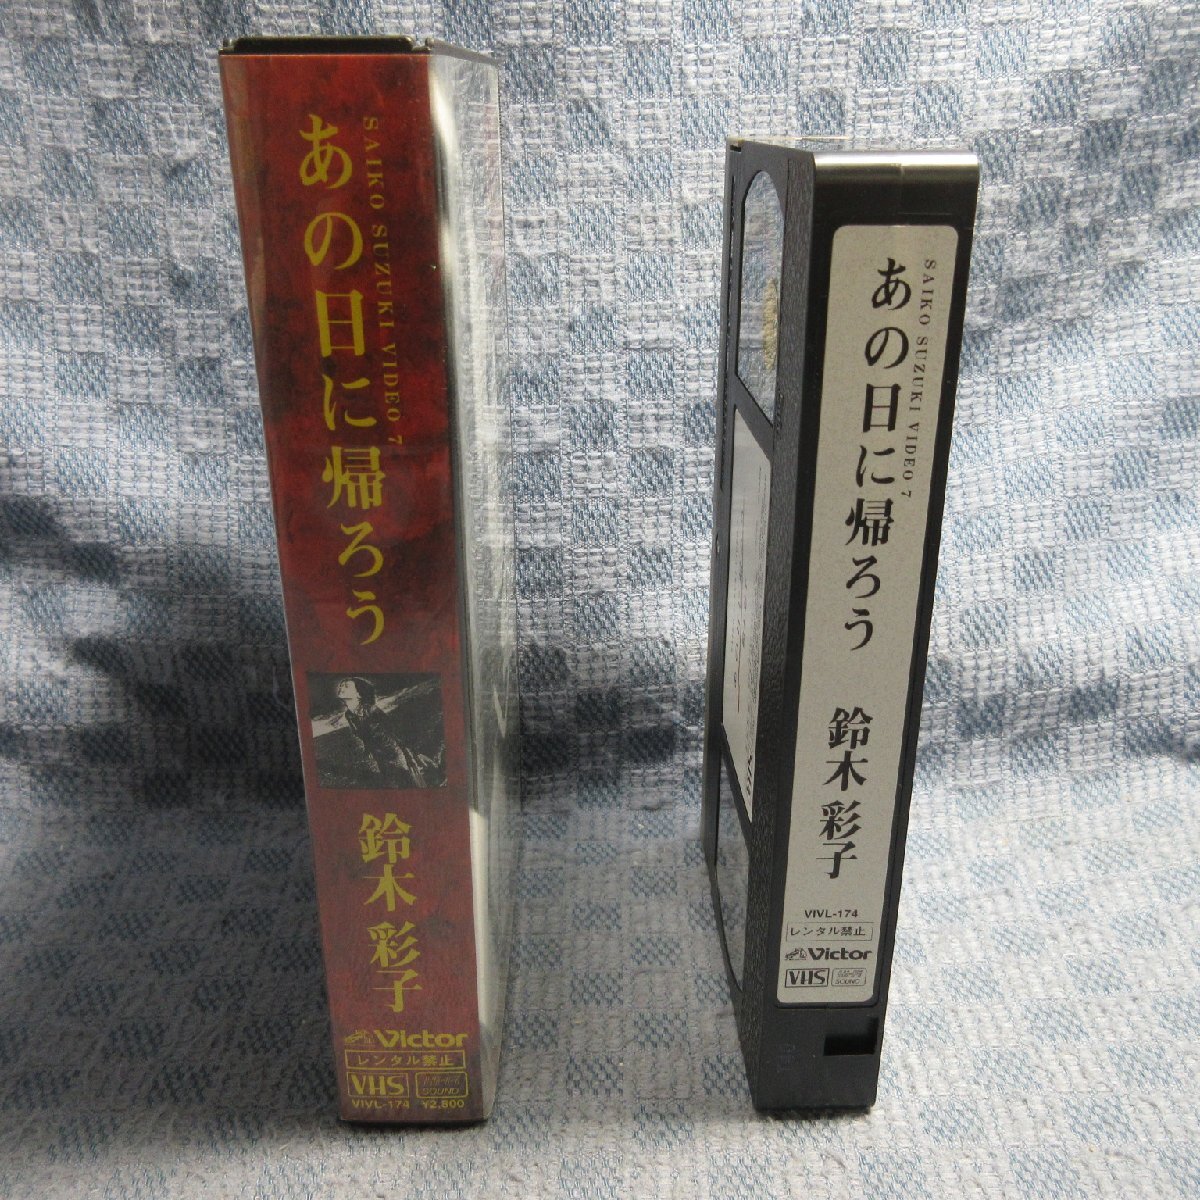 SAIKO SUZUKI VIDEO 7
あの日に帰ろう
鈴木彩子
Victor
レンタル禁止
VHS
SOUND
VIVL-174 ¥2,800
SAIKO SUZUKI VIDEO 7
あの日に帰ろう
鈴木彩子
VIVL-174
レンタル禁止
Victor
VHS
SOUND